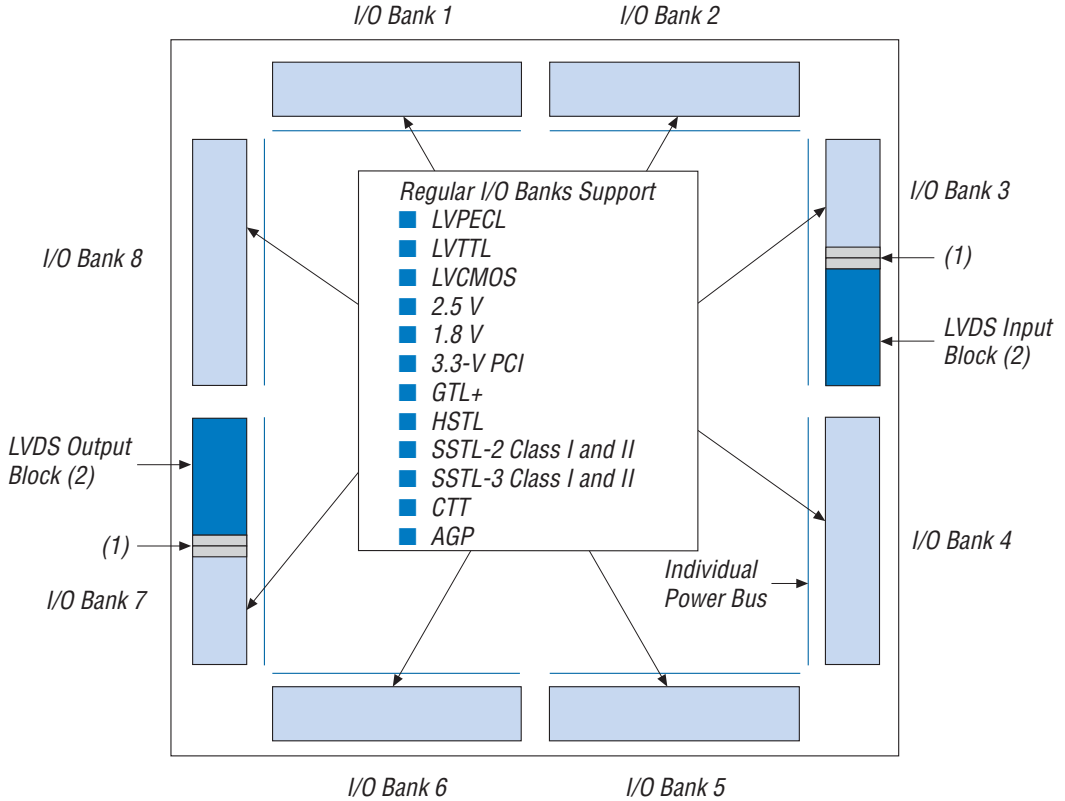 I/O Bank 1
I/O Bank 2
Regular I/O Banks Support
LVPECL
LVTTL
LVCMOS
2.5 V
1.8 V
3.3-V PCI
GTL+
HSTL
SSTL-2 Class I and II
SSTL-3 Class I and II
CTT
AGP
I/O Bank 3
(1)
LVDS Input
Block (2)
I/O Bank 8
LVDS Output
Block (2)
(1)
I/O Bank 7
I/O Bank 4
Individual
Power Bus
I/O Bank 6
I/O Bank 5